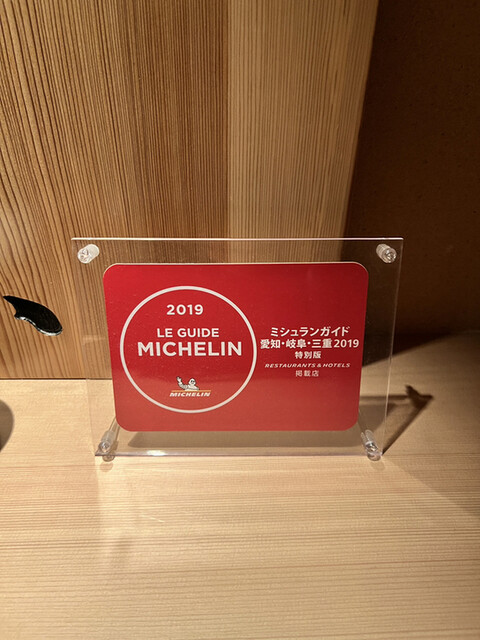 2019
LE GUIDE
MICHELIN
MICHELIN
ミシュランガイド
愛知・岐阜・三重2019
特別版
RESTAURANTS & HOTELS
掲載店